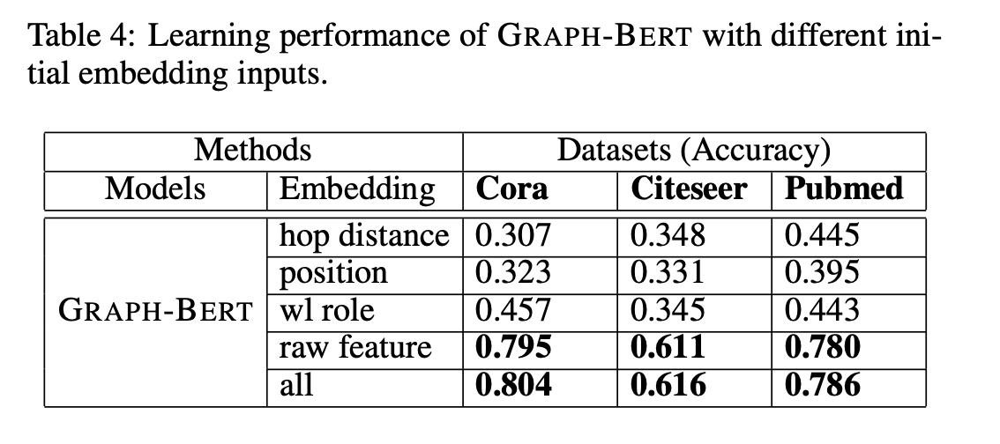 Table 4: Learning performance of GRAPH-BERT with different ini-
tial embedding inputs.
Methods Datasets (Accuracy)
Models Embedding Cora Citeseer Pubmed
hop distance 0.307 0.348 0.445
position 0.323 0.331 0.395
GRAPH-BERT wl role 0.457 0.345 0.443
raw feature 0.795 0.611 0.780
all 0.804 0.616 0.786